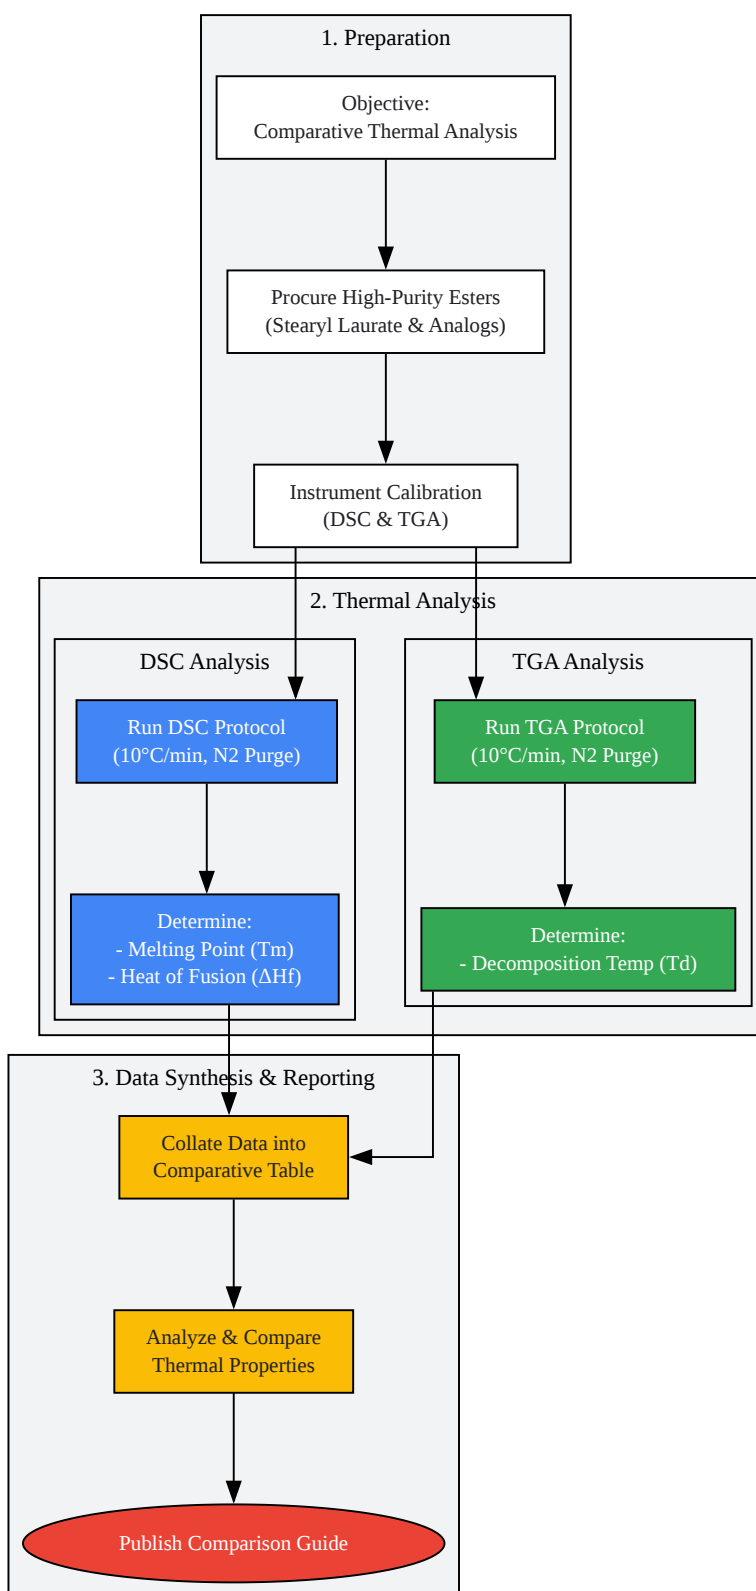 1. Preparation
Objective:
Comparative Thermal Analysis
Procure High-Purity Esters
(Stearyl Laurate & Analogs)
Instrument Calibration
(DSC & TGA)
2. Thermal Analysis
DSC Analysis
Run DSC Protocol
(10°C/min, N2 Purge)
Determine:
- Melting Point (Tm)
- Heat of Fusion (ΔHf)
TGA Analysis
Run TGA Protocol
(10°C/min, N2 Purge)
Determine:
- Decomposition Temp (Td)
3. Data Synthesis & Reporting
Collate Data into
Comparative Table
Analyze & Compare
Thermal Properties
Publish Comparison Guide